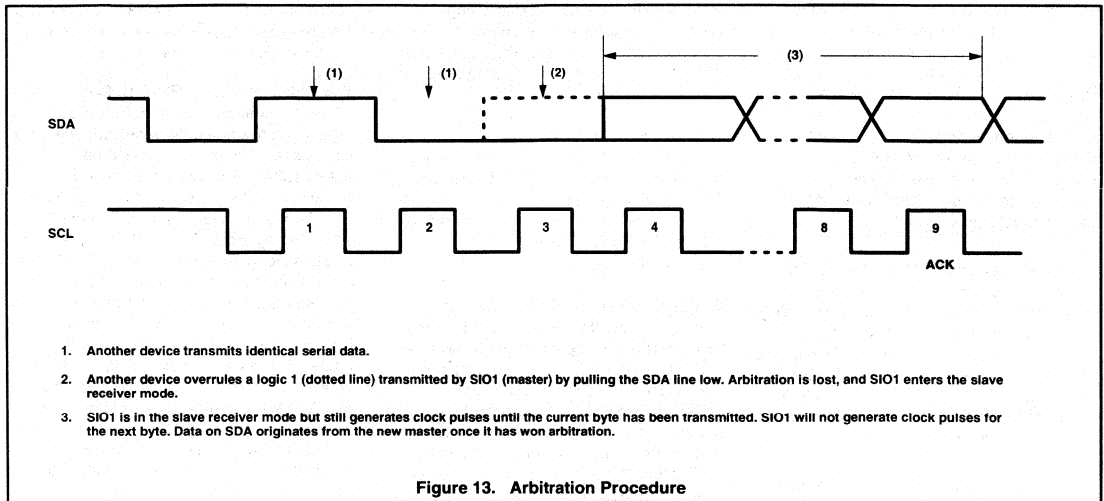 (3)
(1) (1) (2)
SDA
SCL
1 2 3 4 8 9
ACK
1. Another device transmits identical serial data.
2. Another device overrules a logic 1 (dotted line) transmitted by SIO1 (master) by pulling the SDA line low. Arbitration is lost, and SIO1 enters the slave
receiver mode.
3. SIO1 is in the slave receiver mode but still generates clock pulses until the current byte has been transmitted. SIO1 will not generate clock pulses for
the next byte. Data on SDA originates from the new master once it has won arbitration.
Figure 13. Arbitration Procedure